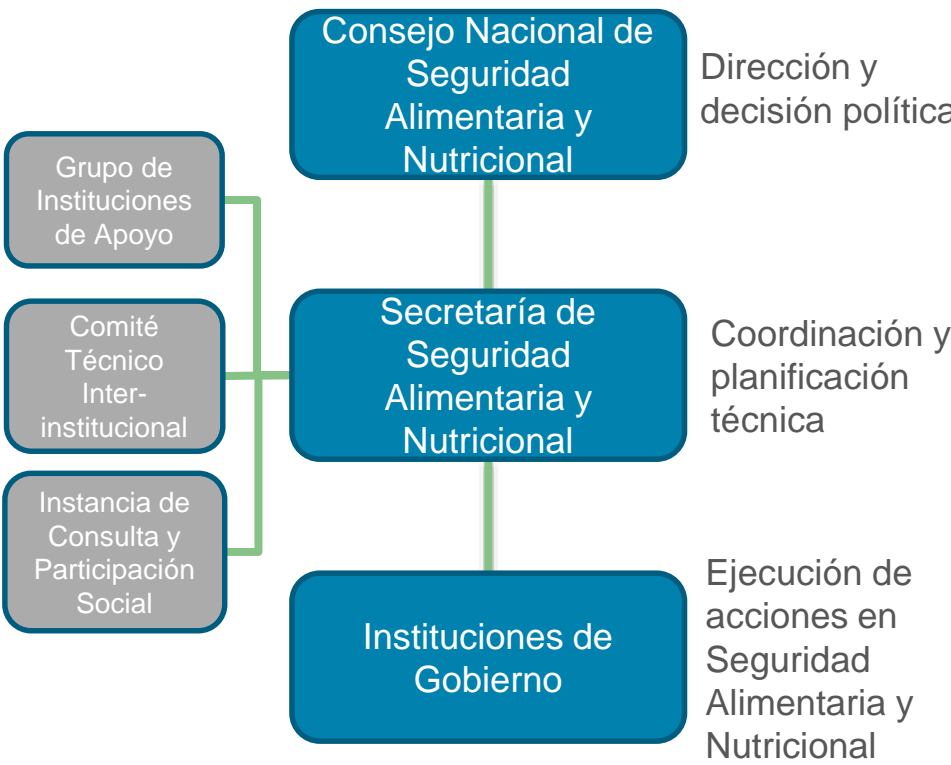 Consejo Nacional de
Seguridad
Alimentaria y
Nutricional
Dirección y
decisión política
Grupo de
Instituciones
de Apoyo
Comité
Técnico
Inter-
institucional
Instancia de
Consulta y
Participación
Social
Secretaría de
Seguridad
Alimentaria y
Nutricional
Coordinación y
planificación
técnica
Instituciones de
Gobierno
Ejecución de
acciones en
Seguridad
Alimentaria y
Nutricional